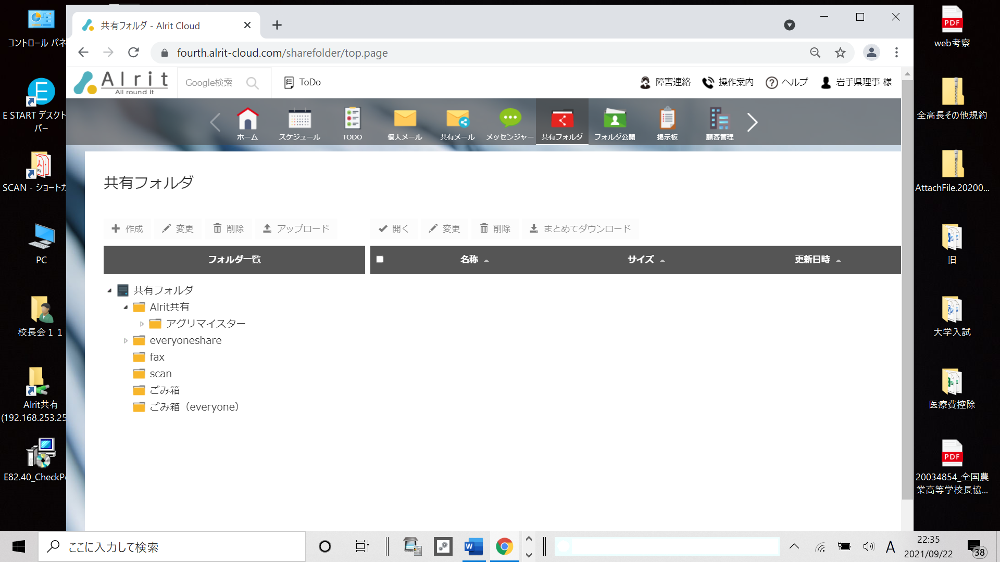 共有フォルダ - Alrit Cloud
fourth.alrit-cloud.com/sharefolder/top.page
Alrit
All round it
Google検索
ToDo
障害連絡
操作案内
ヘルプ
岩手県理事 様
ホーム
スケジュール
TODO
個人メール
共有メール
メッセンジャー
共有フォルダ
フォルダ公開
掲示板
顧客管理
共有フォルダ
作成
変更
削除
アップロード
開く
変更
削除
まとめてダウンロード
フォルダ一覧
名称
サイズ
更新日時
共有フォルダ
Alrit共有
アグリマイスター
everyoneshare
fax
scan
ごみ箱
ごみ箱（everyone）
コントロール パネ
E START デスクト
バー
SCAN - ショートカ
PC
校長会１１
Alrit共有
(192.168.253.25
E82.40_CheckPo
PDF
web考察
全高長その他規約
AttachFile.20200...
旧
大学入試
医療費控除
PDF
20034854_全国農
業高等学校長協...
ここに入力して検索
A
22:35
2021/09/22
38